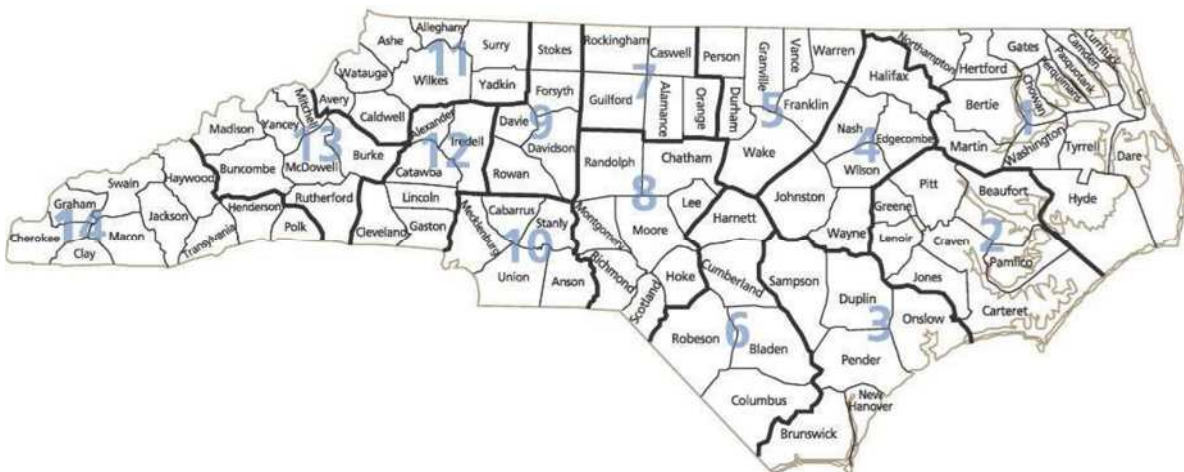 Alleghany
Ashe
Surry
Stokes
Rockingham
Caswell
Person
Granville
Vance
Warren
Northampton
Gates
Hertford
Camden
Currituck
Pasquotank
Perquimans
Chowan
11
Watauga
Wilkes
Yadkin
Forsyth
7
Guilford
Alamance
Orange
Durham
5
Franklin
Halifax
Bertie
1
Mitchell
Avery
Caldwell
Alexander
Iredell
Davie
9
Davidson
Wake
Nash
Edgecombe
4
Martin
Washington
Tyrrell
Dare
Madison
Yancey
13
Burke
12
Catawba
Rowan
Randolph
Chatham
Wilson
Buncombe
McDowell
Swain
Haywood
Rutherford
Lincoln
8
Lee
Johnston
Pitt
Beaufort
Hyde
Graham
14
Jackson
Henderson
Polk
Cleveland
Gaston
Mecklenburg
Cabarrus
Stanly
Montgomery
Moore
Harnett
Wayne
Greene
Lenoir
Craven
2
Pamlico
Cherokee
Macon
Transylvania
Clay
10
Union
Anson
Richmond
Scotland
Hoke
Cumberland
Sampson
Duplin
Jones
Carteret
Onslow
3
Robeson
6
Bladen
Pender
Columbus
New
Hanover
Brunswick